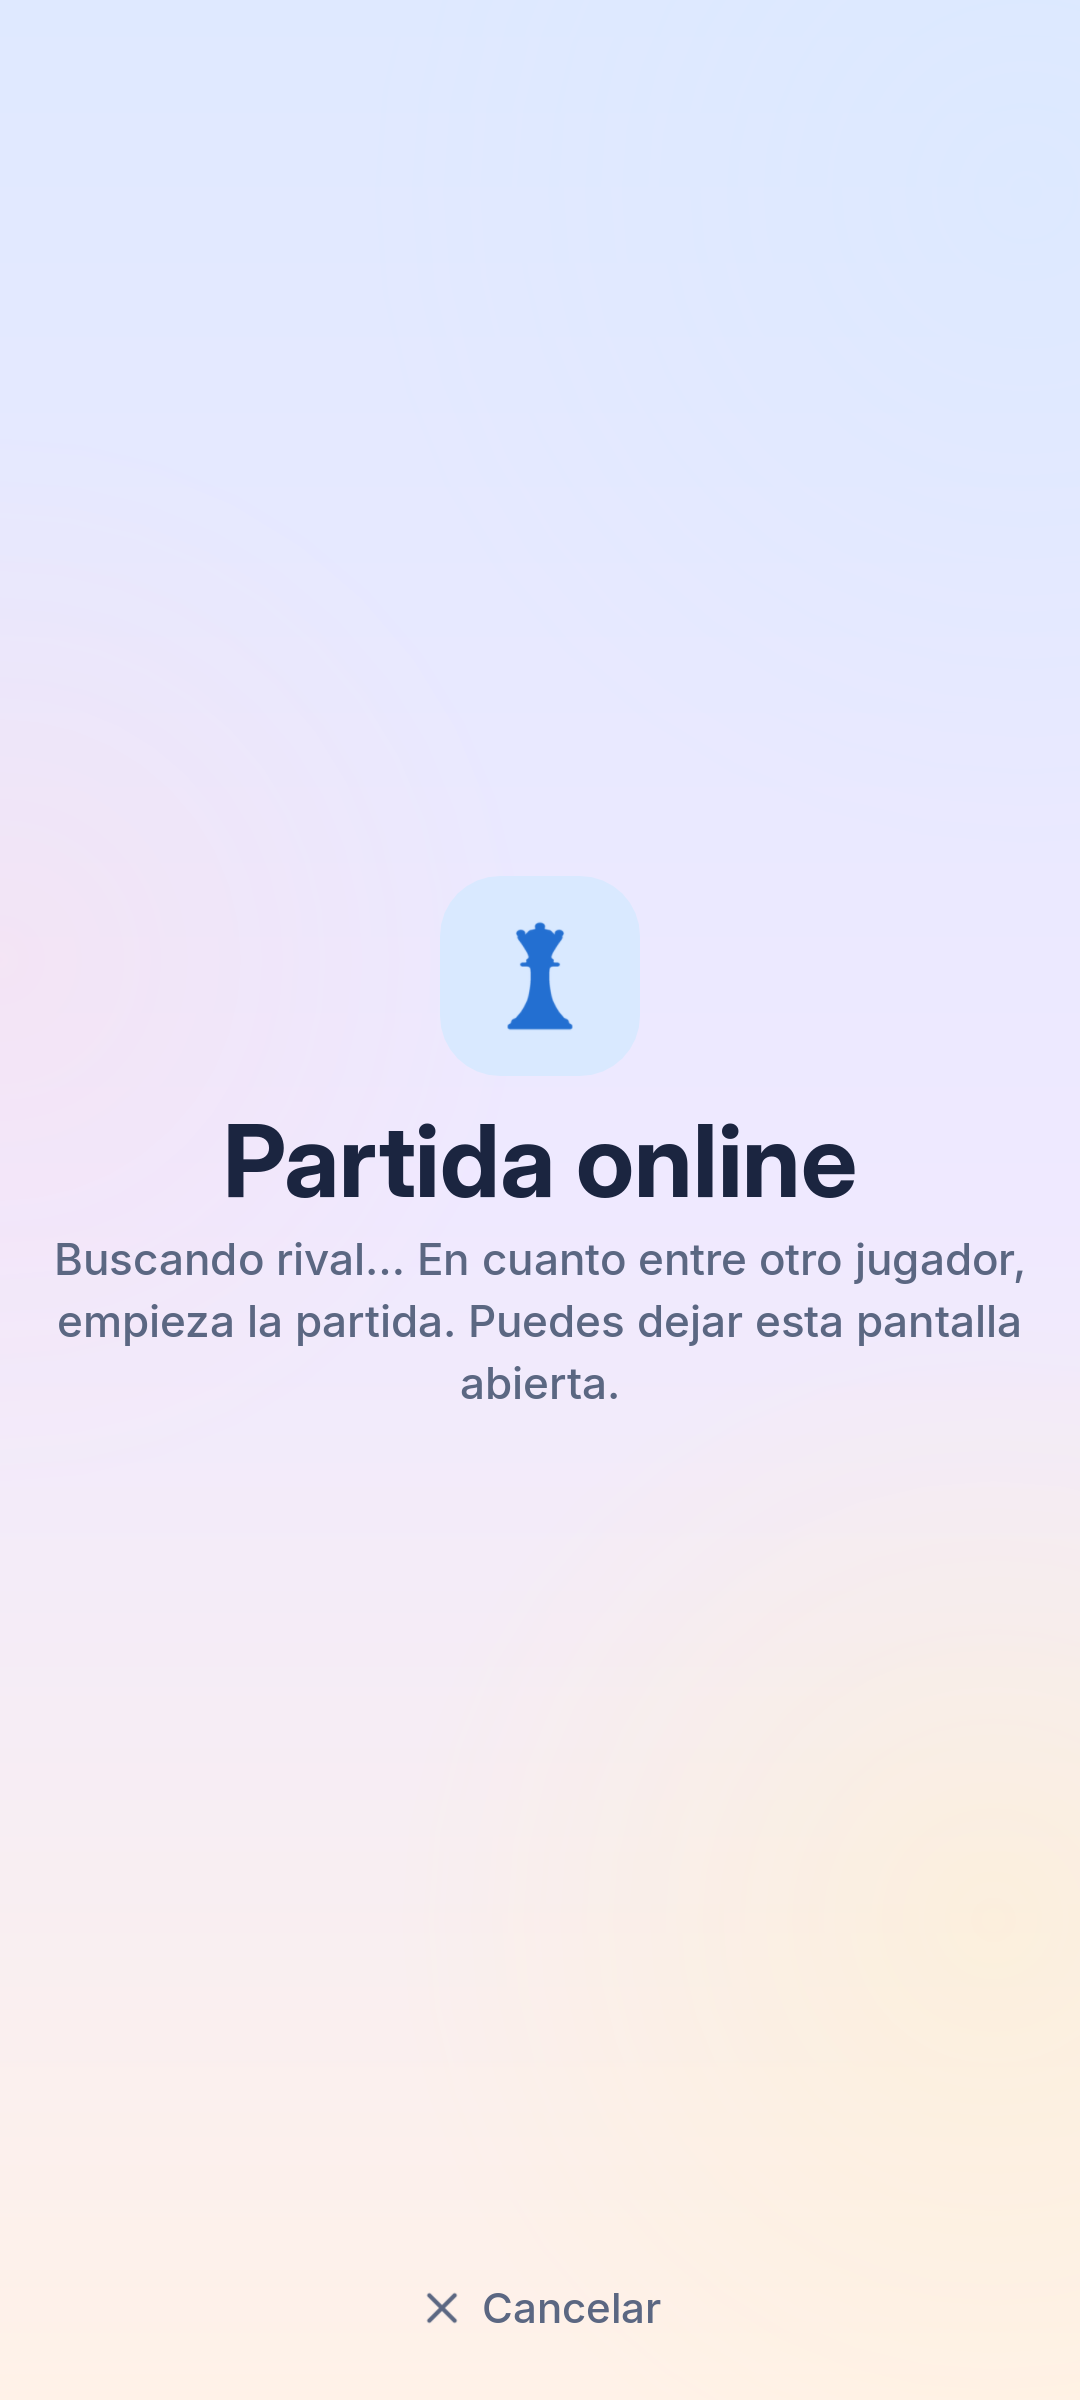 Partida online
Buscando rival... En cuanto entre otro jugador,
empieza la partida. Puedes dejar esta pantalla
abierta.
Cancelar